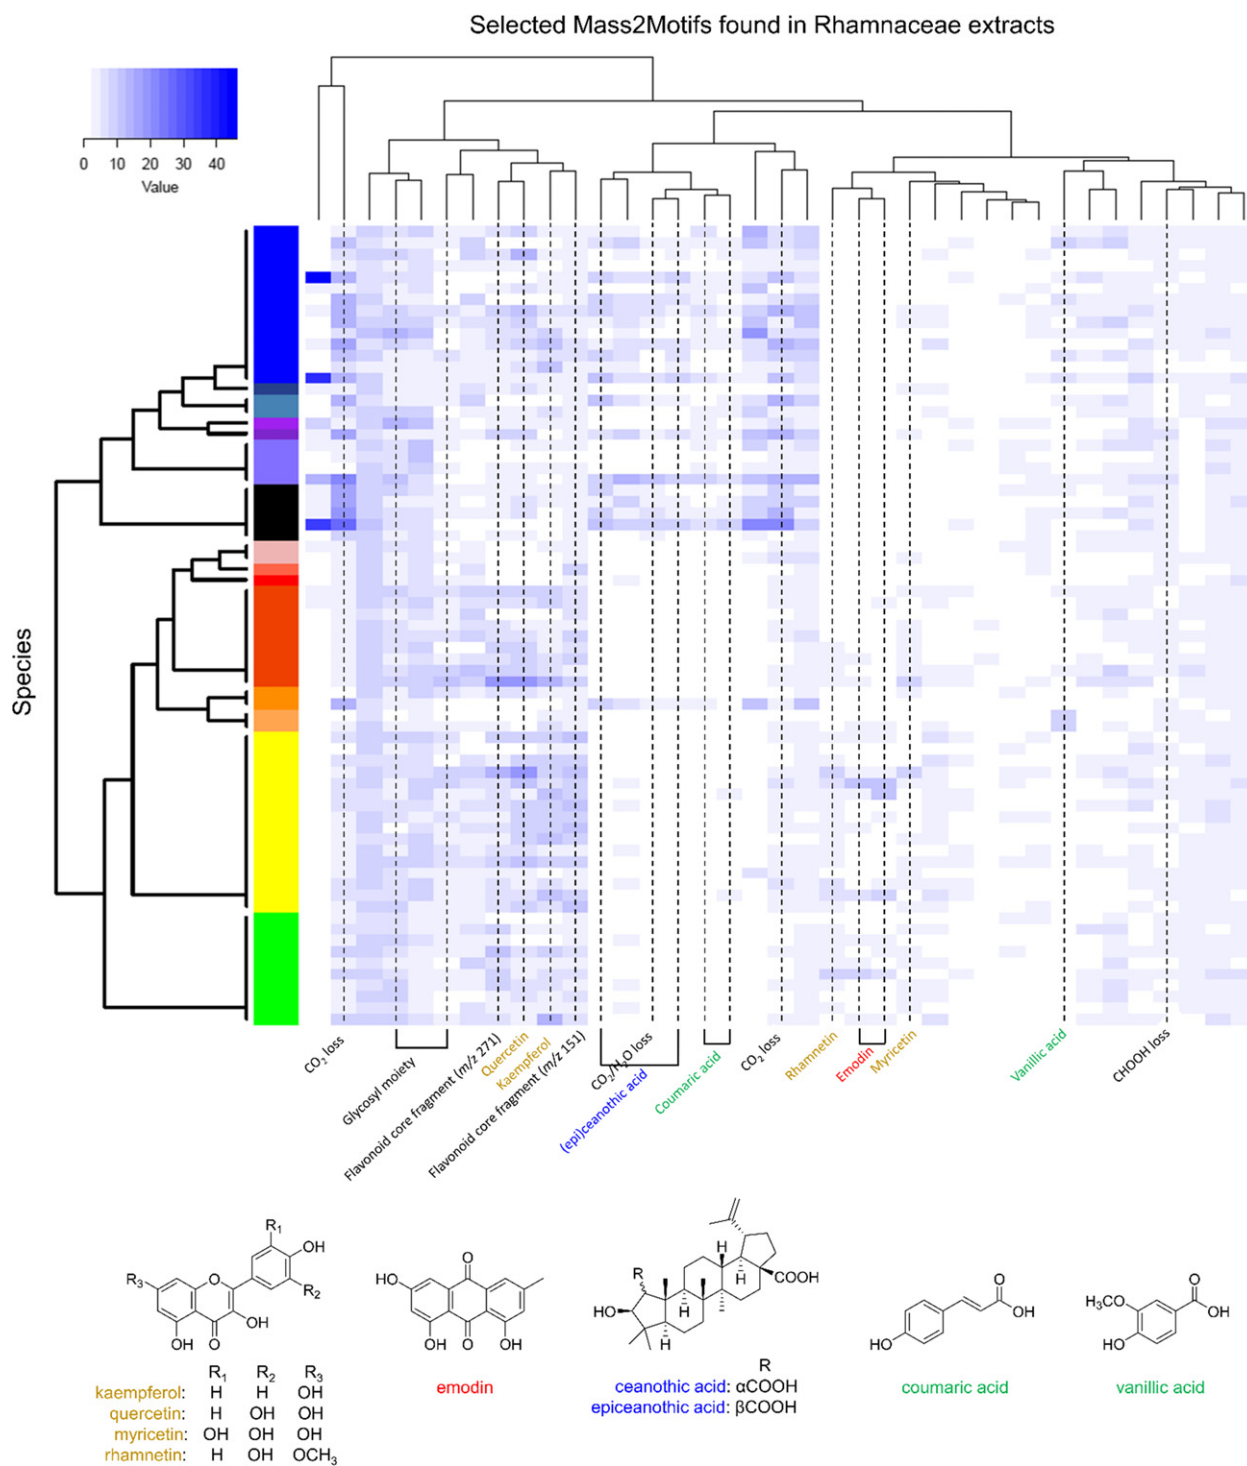 Selected Mass2Motifs found in Rhamnaceae extracts
0 10 20 30 40
Value
Species
CO2 loss
Glycosyl moiety
Flavonoid core fragment (m/z 271)
Quercetin
Kaempferol
Flavonoid core fragment (m/z 151)
CO2/H2O loss
(epi)ceanothic acid
Coumaric acid
CO2 loss
Rhamnetin
Emodin
Myricetin
Vanillic acid
CHOOH loss
R1
OH
R3
O
R2
OH
OH O
R1 R2 R3
kaempferol: H H OH
quercetin: H OH OH
myricetin: OH OH OH
rhamnetin: H OH OCH3
O
HO
O
OH OH
emodin
R
H
H
COOH
HO
H
H
R
ceanothic acid: αCOOH
epiceanothic acid: βCOOH
O
OH
HO
coumaric acid
O
H3CO
OH
HO
vanillic acid